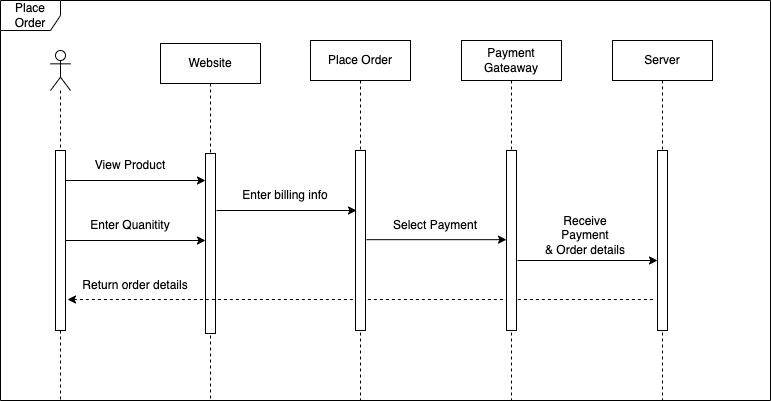 Place
Order
Website
Place Order
Payment
Gateaway
Server
View Product
Enter billing info
Enter Quanitity
Select Payment
Receive
Payment
& Order details
Return order details